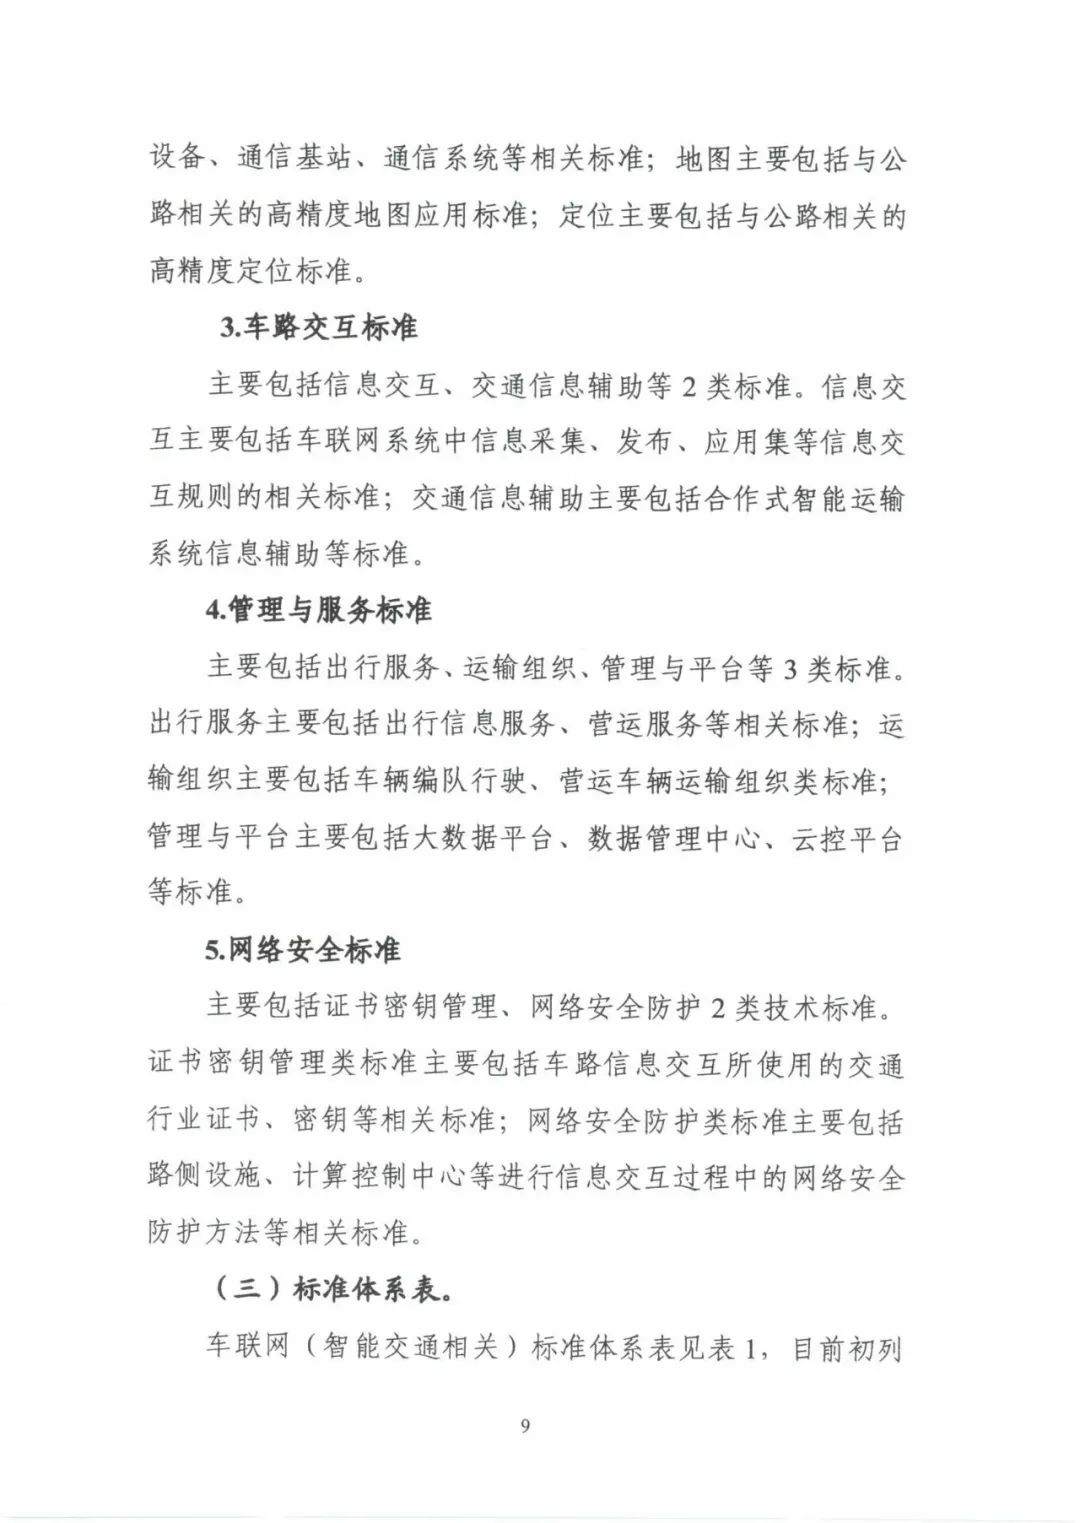 设备、通信基站、通信系统等相关标准；地图主要包括与公
路相关的高精度地图应用标准；定位主要包括与公路相关的
高精度定位标准。
3.车路交互标准
主要包括信息交互、交通信息辅助等 2 类标准。信息交
互主要包括车联网系统中信息采集、发布、应用集等信息交
互规则的相关标准；交通信息辅助主要包括合作式智能运输
系统信息辅助等标准。
4.管理与服务标准
主要包括出行服务、运输组织、管理与平台等 3 类标准。
出行服务主要包括出行信息服务、营运服务等相关标准；运
输组织主要包括车辆编队行驶、营运车辆运输组织类标准；
管理与平台主要包括大数据平台、数据管理中心、云控平台
等标准。
5.网络安全标准
主要包括证书密钥管理、网络安全防护 2 类技术标准。
证书密钥管理类标准主要包括车路信息交互所使用的交通
行业证书、密钥等相关标准；网络安全防护类标准主要包括
路侧设施、计算控制中心等进行信息交互过程中的网络安全
防护方法等相关标准。
（三）标准体系表。
车联网（智能交通相关）标准体系表见表 1，目前初列
9